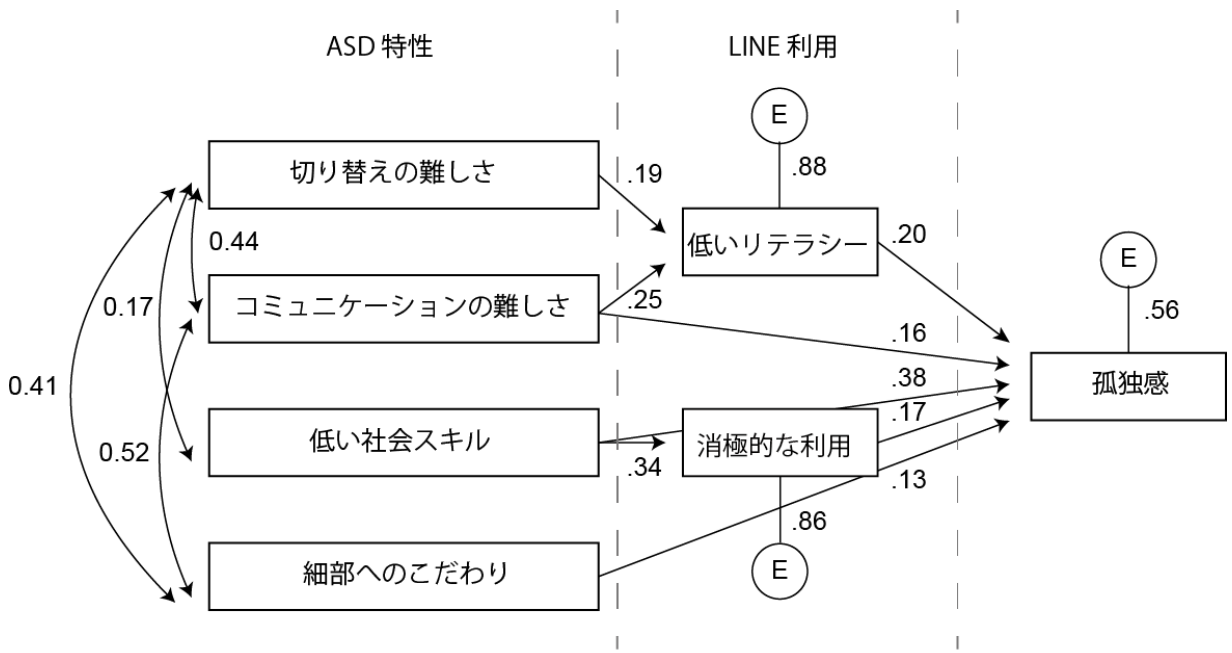 ASD 特性
LINE 利用
E
.88
切り替えの難しさ
.19
低いリテラシー
.20
0.44
E
.56
コミュニケーションの難しさ
.25
0.17
.16
孤独感
0.41
.38
.17
低い社会スキル
.34
消極的な利用
0.52
.13
.86
細部へのこだわり
E